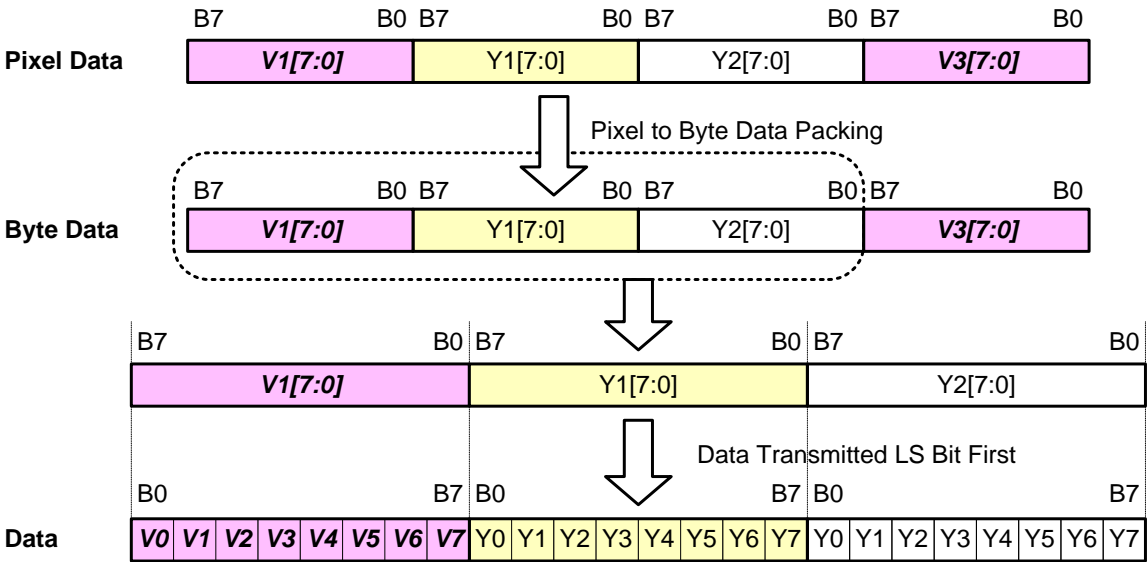 B7 B0 B7 B0 B7 B0 B7 B0
Pixel Data V1[7:0] Y1[7:0] Y2[7:0] V3[7:0]
Pixel to Byte Data Packing
B7 B0 B7 B0 B7 B0 B7 B0
Byte Data V1[7:0] Y1[7:0] Y2[7:0] V3[7:0]
B7 B0 B7 B0 B7 B0
V1[7:0] Y1[7:0] Y2[7:0]
Data Transmitted LS Bit First
B0 B7 B0 B7 B0 B7
Data V0 V1 V2 V3 V4 V5 V6 V7 Y0 Y1 Y2 Y3 Y4 Y5 Y6 Y7 Y0 Y1 Y2 Y3 Y4 Y5 Y6 Y7